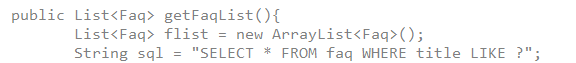 public List<Faq> getFaqList(){
List<Faq> flist = new ArrayList<Faq>();
String sql = "SELECT * FROM faq WHERE title LIKE ?";